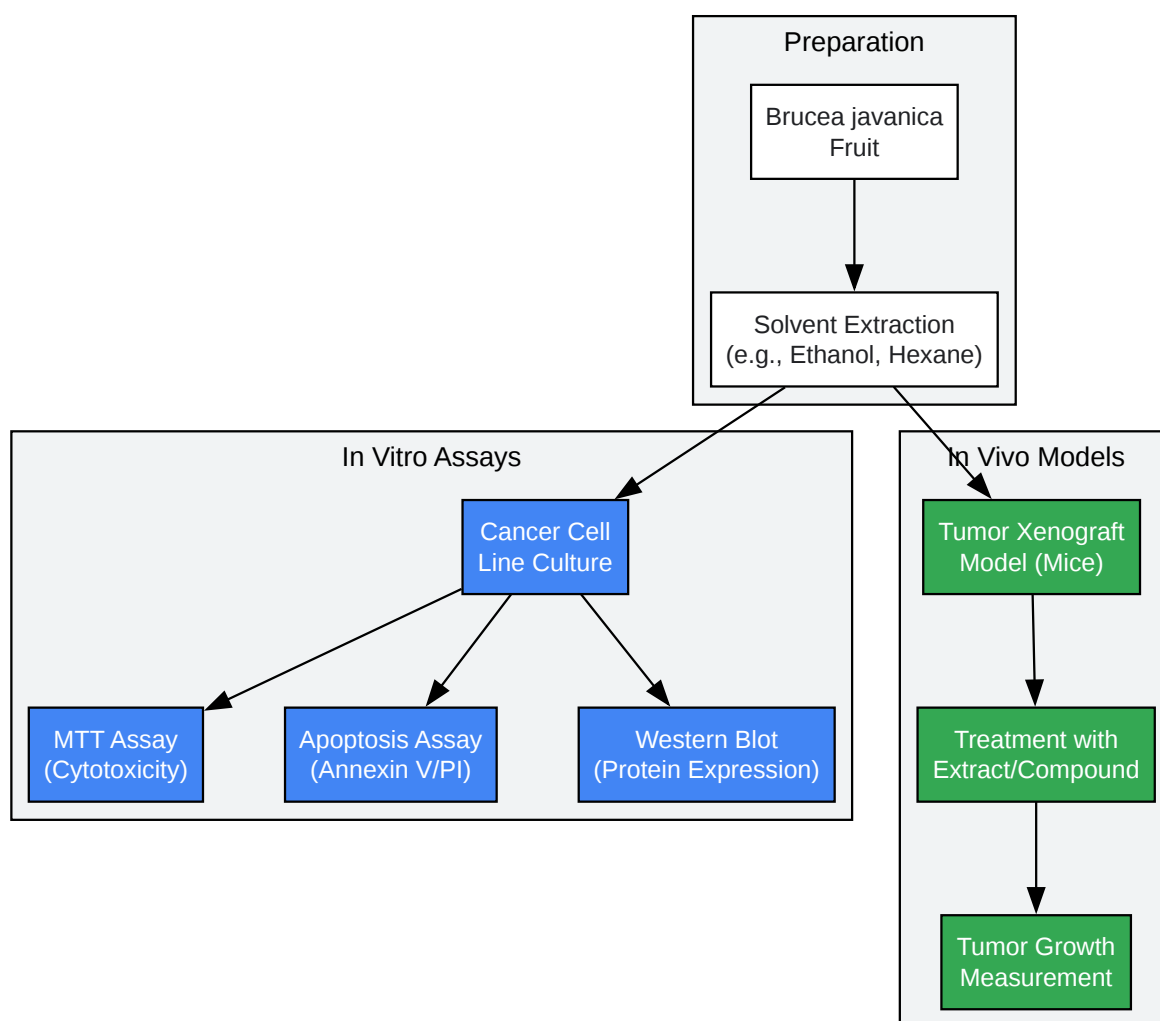 Preparation
Brucea javanica
Fruit
Solvent Extraction
(e.g., Ethanol, Hexane)
In Vitro Assays
Cancer Cell
Line Culture
MTT Assay
(Cytotoxicity)
Apoptosis Assay
(Annexin V/PI)
Western Blot
(Protein Expression)
In Vivo Models
Tumor Xenograft
Model (Mice)
Treatment with
Extract/Compound
Tumor Growth
Measurement